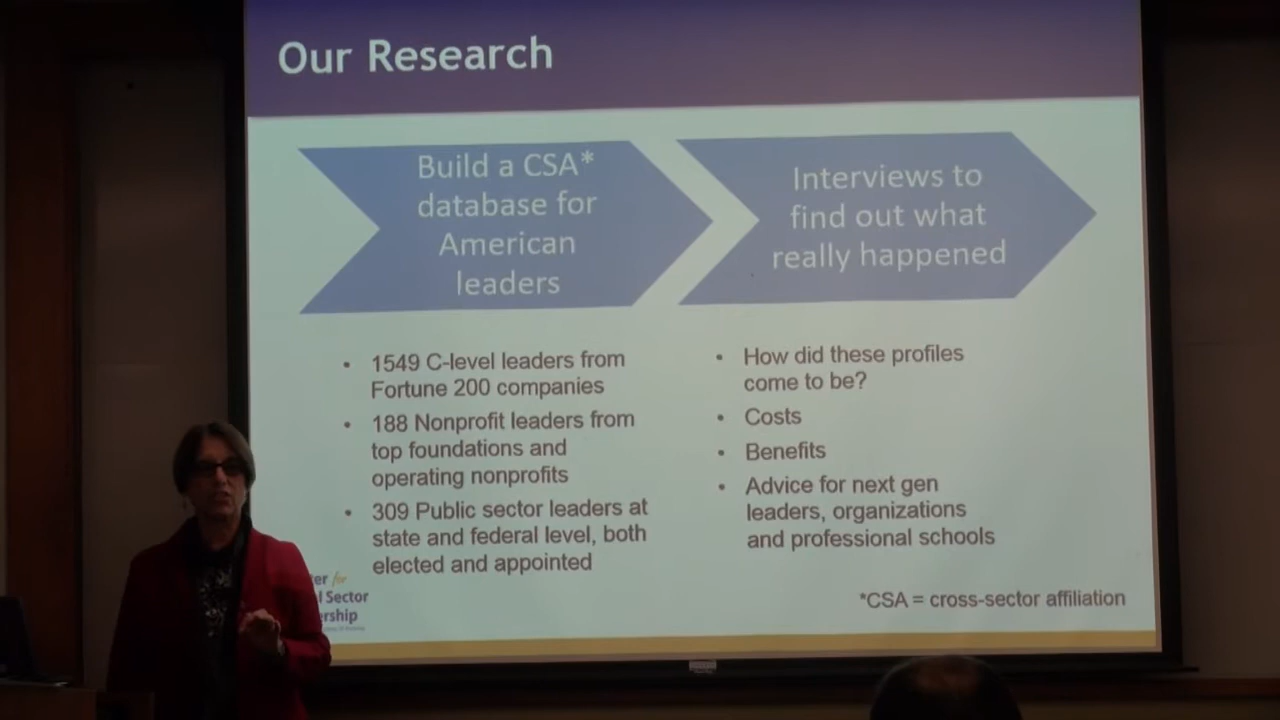 Our Research
Build a CSA*
database for
American
leaders
Interviews to
find out what
really happened
• 1549 C-level leaders from
Fortune 200 companies
• 188 Nonprofit leaders from
top foundations and
operating nonprofits
• 309 Public sector leaders at
state and federal level, both
elected and appointed
• How did these profiles
come to be?
• Costs
• Benefits
• Advice for next gen
leaders, organizations
and professional schools
for
Sector
*CSA = cross-sector affiliation